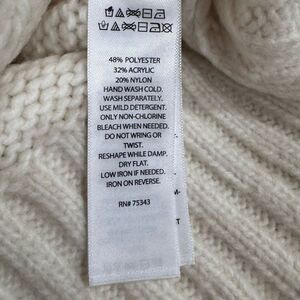 48% POLYESTER
32% ACRYLIC
20% NYLON
HAND WASH COLD.
WASH SEPARATELY.
USE MILD DETERGENT.
ONLY NON-CHLORINE
BLEACH WHEN NEEDED.
DO NOT WRING OR
TWIST.
RESHAPE WHILE DAMP.
DRY FLAT.
LOW IRON IF NEEDED.
IRON ON REVERSE.
RN# 75343